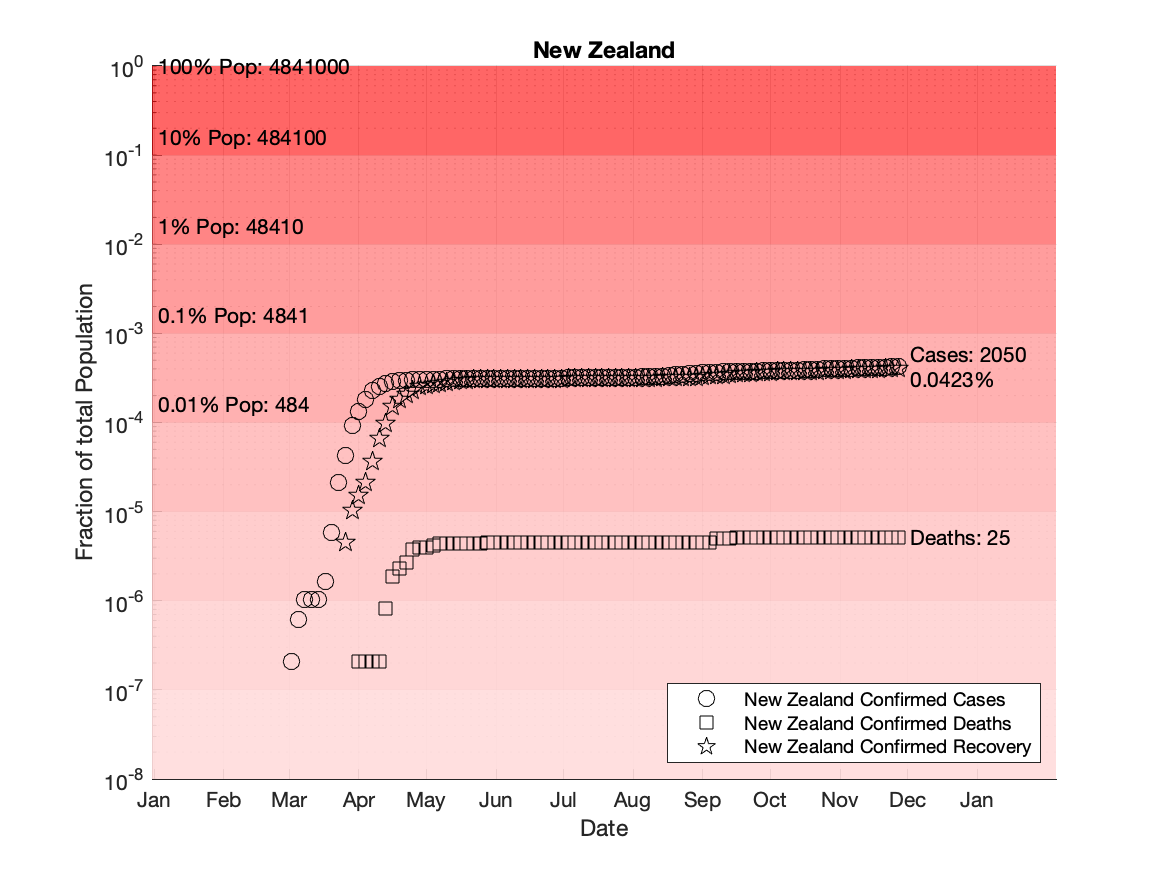 New Zealand
10^0
100% Pop: 4841000
10% Pop: 484100
10^-1
1% Pop: 48410
10^-2
0.1% Pop: 4841
10^-3
Cases: 2050
0.0423%
0.01% Pop: 484
10^-4
10^-5
Deaths: 25
10^-6
10^-7
10^-8
Fraction of total Population
New Zealand Confirmed Cases
New Zealand Confirmed Deaths
New Zealand Confirmed Recovery
Jan Feb Mar Apr May Jun Jul Aug Sep Oct Nov Dec Jan
Date